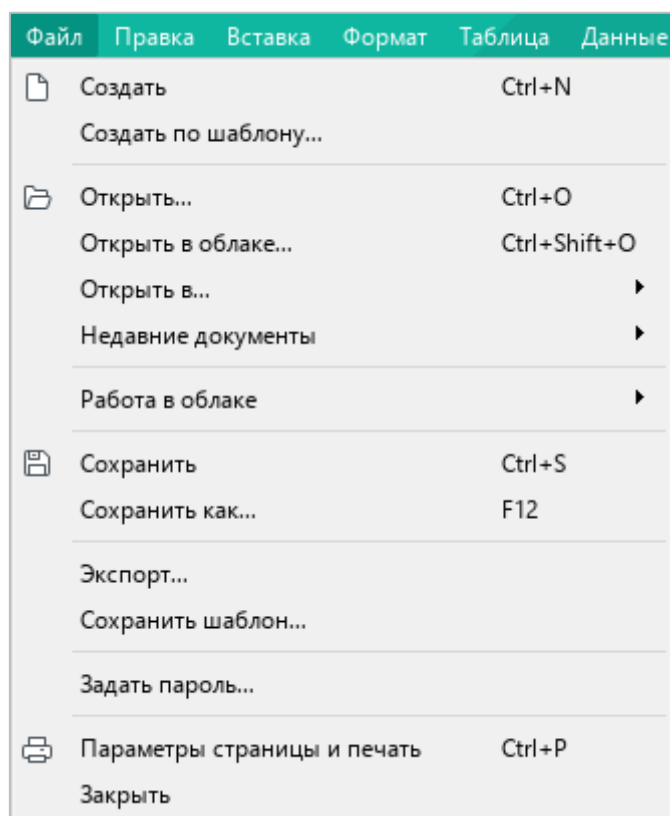 Файл Правка Вставка Формат Таблица Данные
Создать Ctrl+N
Создать по шаблону...
Открыть... Ctrl+O
Открыть в облаке... Ctrl+Shift+O
Открыть в...
Недавние документы
Работа в облаке
Сохранить Ctrl+S
Сохранить как... F12
Экспорт...
Сохранить шаблон...
Задать пароль...
Параметры страницы и печать Ctrl+P
Закрыть